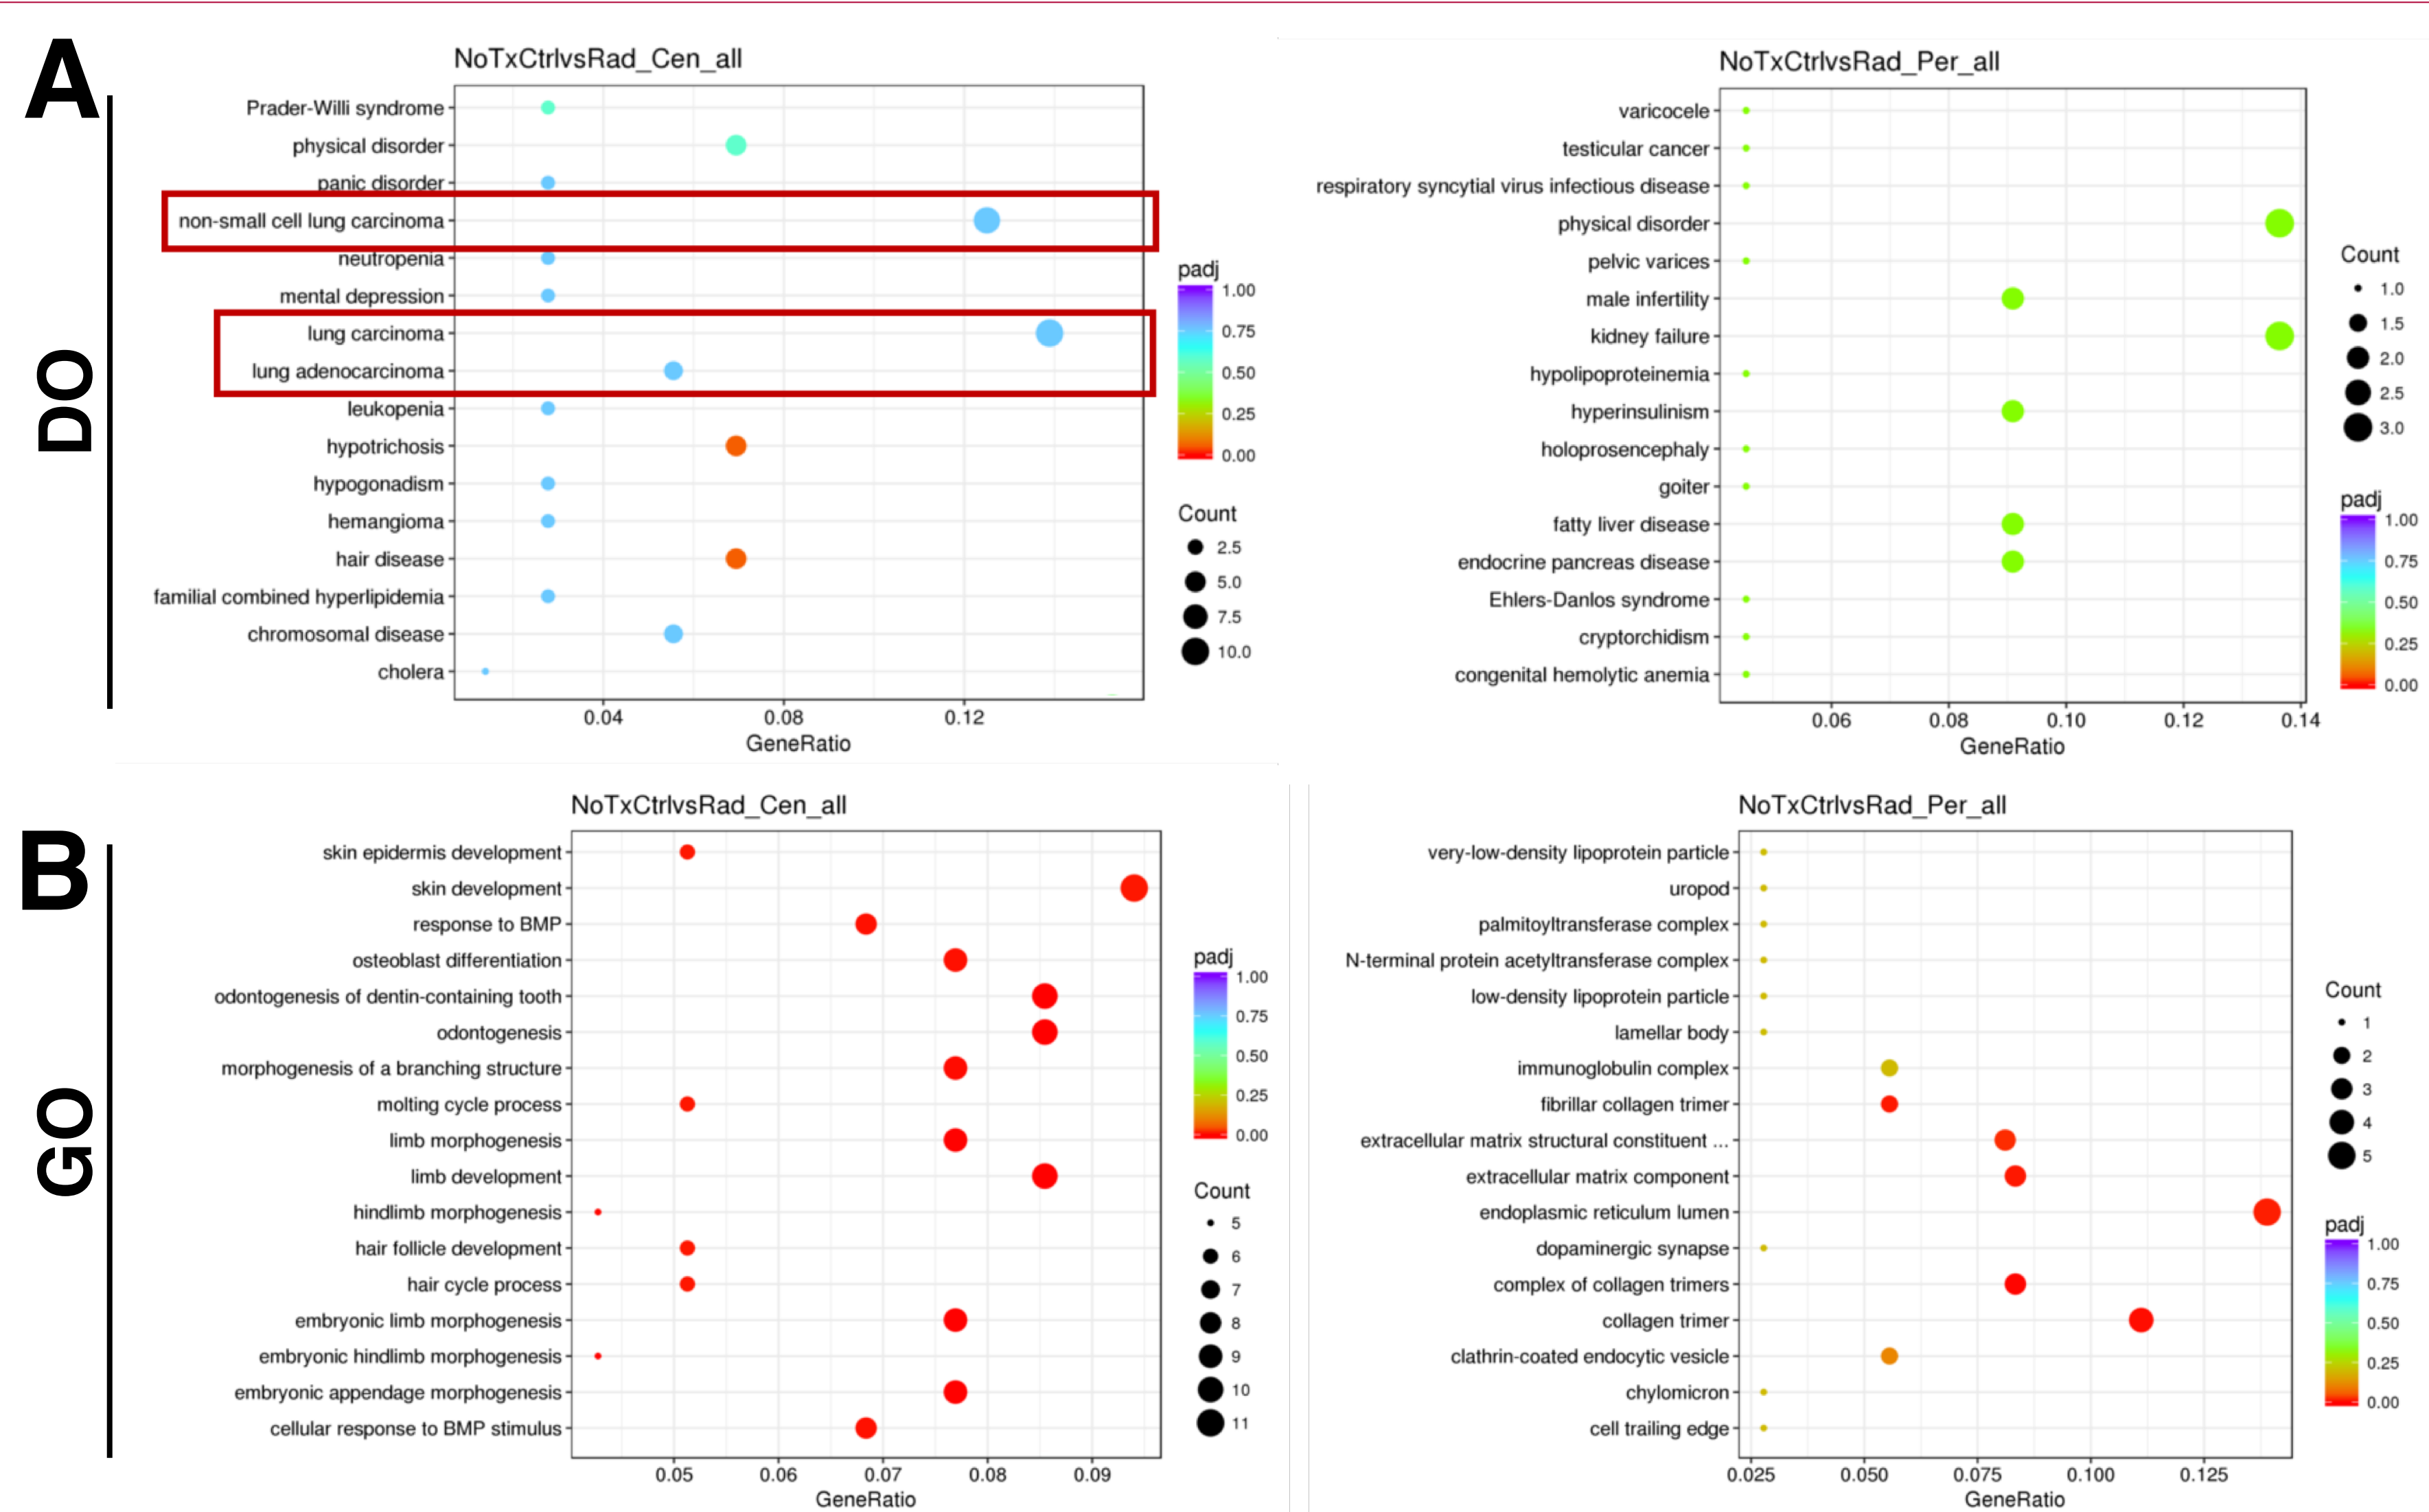 A
DO
NoTxCtrlvsRad_Cen_all
Prader-Willi syndrome
physical disorder
panic disorder
non-small cell lung carcinoma
neutropenia
mental depression
lung carcinoma
lung adenocarcinoma
leukopenia
hypotrichosis
hypogonadism
hemangioma
hair disease
familial combined hyperlipidemia
chromosomal disease
cholera
0.04 0.08 0.12
GeneRatio
padj
1.00
0.75
0.50
0.25
0.00
Count
2.5
5.0
7.5
10.0
NoTxCtrlvsRad_Per_all
varicocele
testicular cancer
respiratory syncytial virus infectious disease
physical disorder
pelvic varices
male infertility
kidney failure
hypolipoproteinemia
hyperinsulinism
holoprosencephaly
goiter
fatty liver disease
endocrine pancreas disease
Ehlers-Danlos syndrome
cryptorchidism
congenital hemolytic anemia
0.06 0.08 0.10 0.12 0.14
GeneRatio
Count
1.0
1.5
2.0
2.5
3.0
padj
1.00
0.75
0.50
0.25
0.00
B
GO
NoTxCtrlvsRad_Cen_all
skin epidermis development
skin development
response to BMP
osteoblast differentiation
odontogenesis of dentin-containing tooth
odontogenesis
morphogenesis of a branching structure
molting cycle process
limb morphogenesis
limb development
hindlimb morphogenesis
hair follicle development
hair cycle process
embryonic limb morphogenesis
embryonic hindlimb morphogenesis
embryonic appendage morphogenesis
cellular response to BMP stimulus
0.05 0.06 0.07 0.08 0.09
GeneRatio
padj
1.00
0.75
0.50
0.25
0.00
Count
5
6
7
8
9
10
11
NoTxCtrlvsRad_Per_all
very-low-density lipoprotein particle
uropod
palmitoyltransferase complex
N-terminal protein acetyltransferase complex
low-density lipoprotein particle
lamellar body
immunoglobulin complex
fibrillar collagen trimer
extracellular matrix structural constituent ...
extracellular matrix component
endoplasmic reticulum lumen
dopaminergic synapse
complex of collagen trimers
collagen trimer
clathrin-coated endocytic vesicle
chylomicron
cell trailing edge
0.025 0.050 0.075 0.100 0.125
GeneRatio
Count
1
2
3
4
5
padj
1.00
0.75
0.50
0.25
0.00